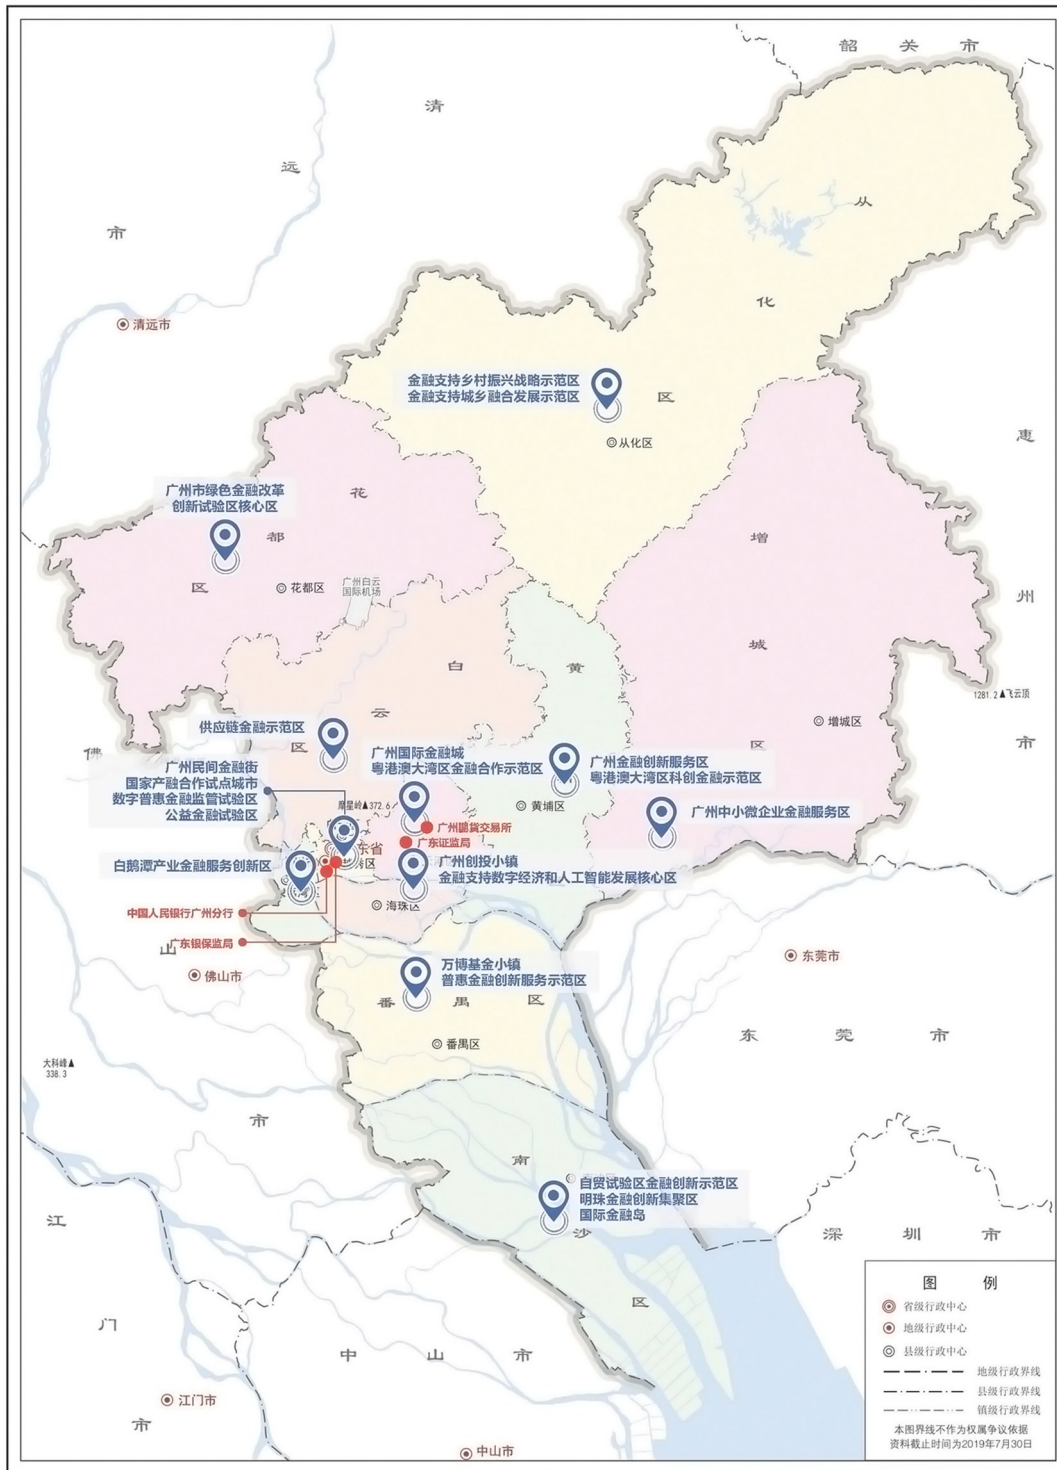 韶关市
清
远
市
清远市
从
化
区
金融支持乡村振兴战略示范区
金融支持城乡融合发展示范区
从化区
惠
州
市
广州市绿色金融改革
创新试验区核心区
花
都
区
花都区
广州白云
国际机场
增
城
区
增城区
1281.2▲飞云顶
白
云
区
黄
供应链金融示范区
佛
广州民间金融街
国家产融合作试点城市
数字普惠金融监管试验区
公益金融试验区
广州国际金融城
粤港澳大湾区金融合作示范区
广州金融创新服务区
粤港澳大湾区科创金融示范区
黄埔区
广州中小微企业金融服务区
摩星岭▲372.6
广州期货交易所
广东证监局
东省
秀区
白鹅潭产业金融服务创新区
广州创投小镇
金融支持数字经济和人工智能发展核心区
海珠区
中国人民银行广州分行
广东银保监局
山
佛山市
万博基金小镇
普惠金融创新服务示范区
番禺区
番禺区
东莞市
东莞市
大科峰▲
338.3
市
南
自贸试验区金融创新示范区
明珠金融创新集聚区
国际金融岛
沙
区
江
门
市
江门市
中山市
中山市
深圳市
图例
省级行政中心
地级行政中心
县级行政中心
地级行政界线
县级行政界线
镇级行政界线
本图界线不作为权属争议依据
资料截止时间为2019年7月30日